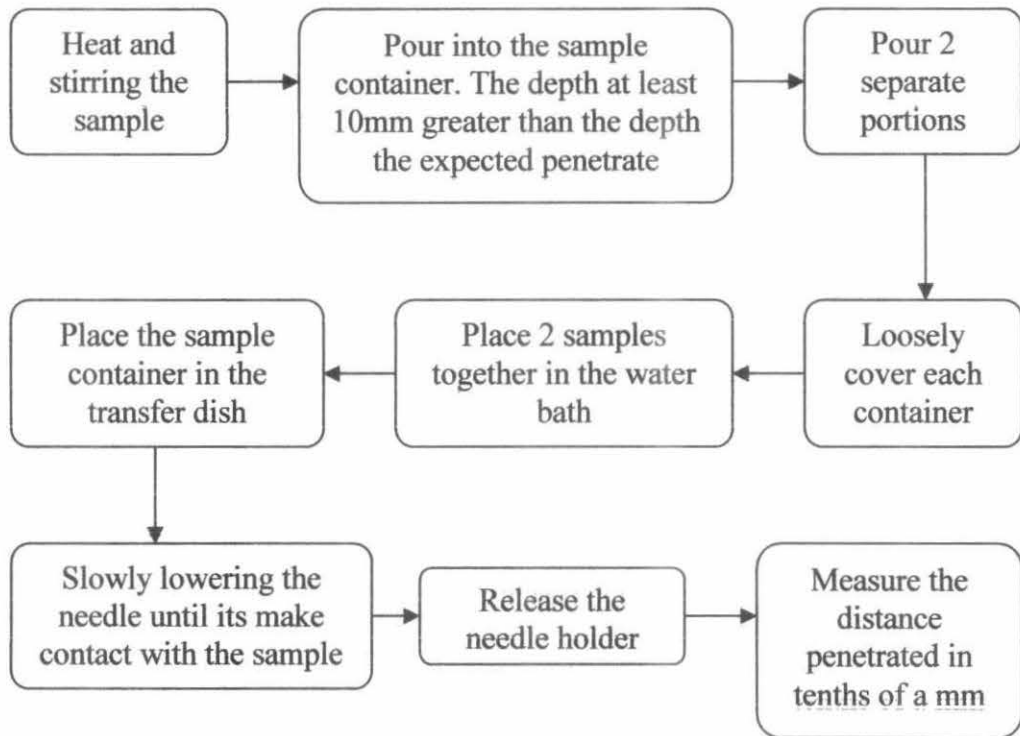 Heat and
stirring the
sample
Pour into the sample
container. The depth at least
10mm greater than the depth
the expected penetrate
Pour 2
separate
portions
Loosely
cover each
container
Place 2 samples
together in the water
bath
Place the sample
container in the
transfer dish
Slowly lowering the
needle until its make
contact with the sample
Release the
needle holder
Measure the
distance
penetrated in
tenths of a mm